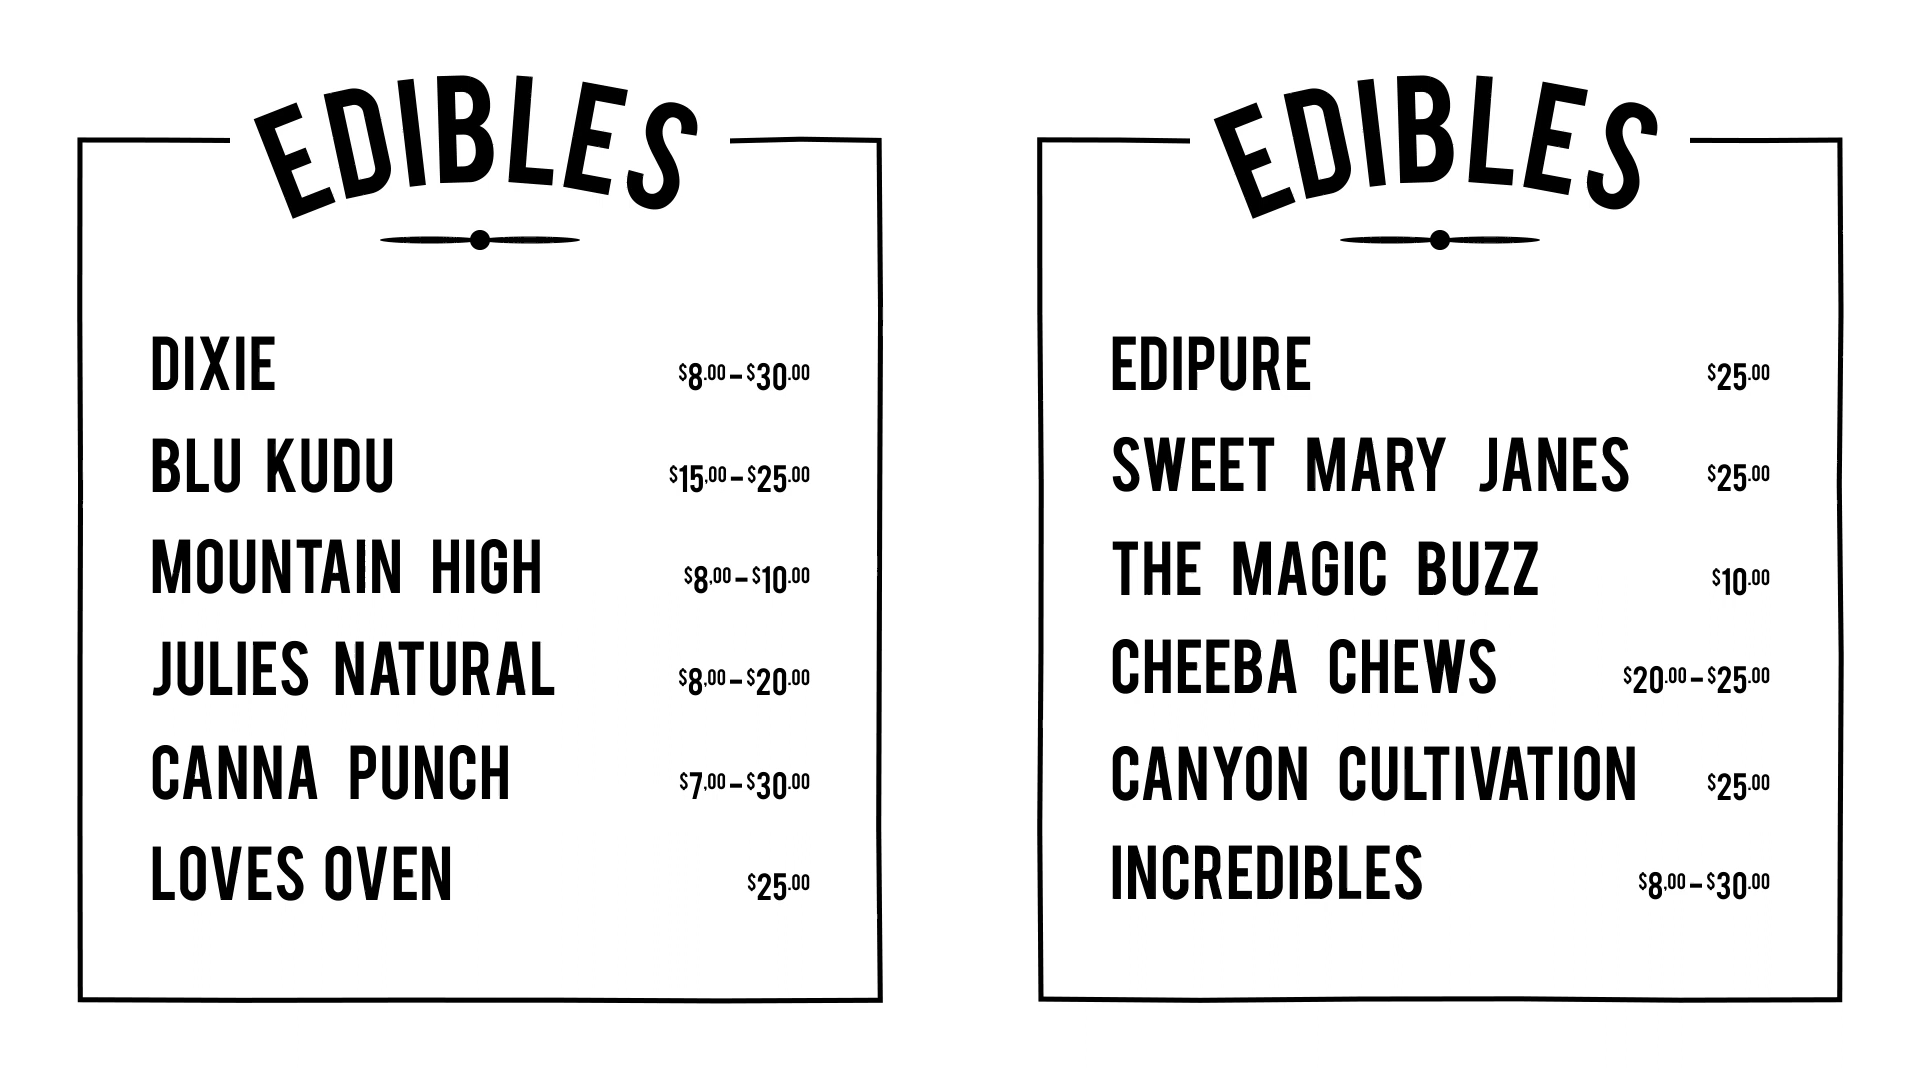 EDIBLES
DIXIE $8.00–$30.00
BLU KUDU $15.00–$25.00
MOUNTAIN HIGH $8.00–$10.00
JULIES NATURAL $8.00–$20.00
CANNA PUNCH $7.00–$30.00
LOVES OVEN $25.00
EDIBLES
EDIPURE $25.00
SWEET MARY JANES $25.00
THE MAGIC BUZZ $10.00
CHEEBA CHEWS $20.00–$25.00
CANYON CULTIVATION $25.00
INCREDIBLES $8.00–$30.00